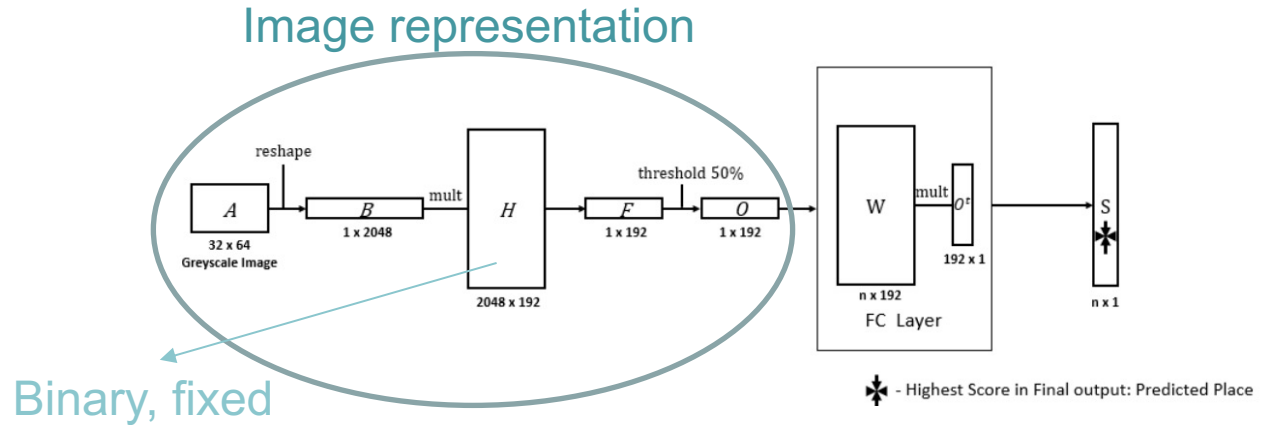 Image representation
reshape
threshold 50%
A
B
mult
H
F
O
W
mult
Oᵗ
S
32 x 64
Greyscale Image
1 x 2048
2048 x 192
1 x 192
1 x 192
192 x 1
n x 192
FC Layer
n x 1
Binary, fixed
- Highest Score in Final output: Predicted Place